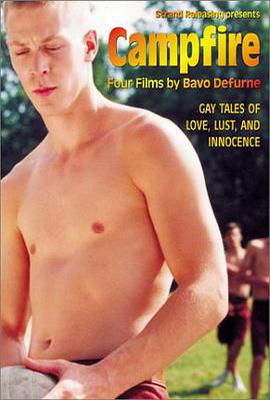 Strand Releasing presents
Campfire
Four Films by Bavo Defurne
GAY TALES OF
LOVE, LUST, AND
INNOCENCE